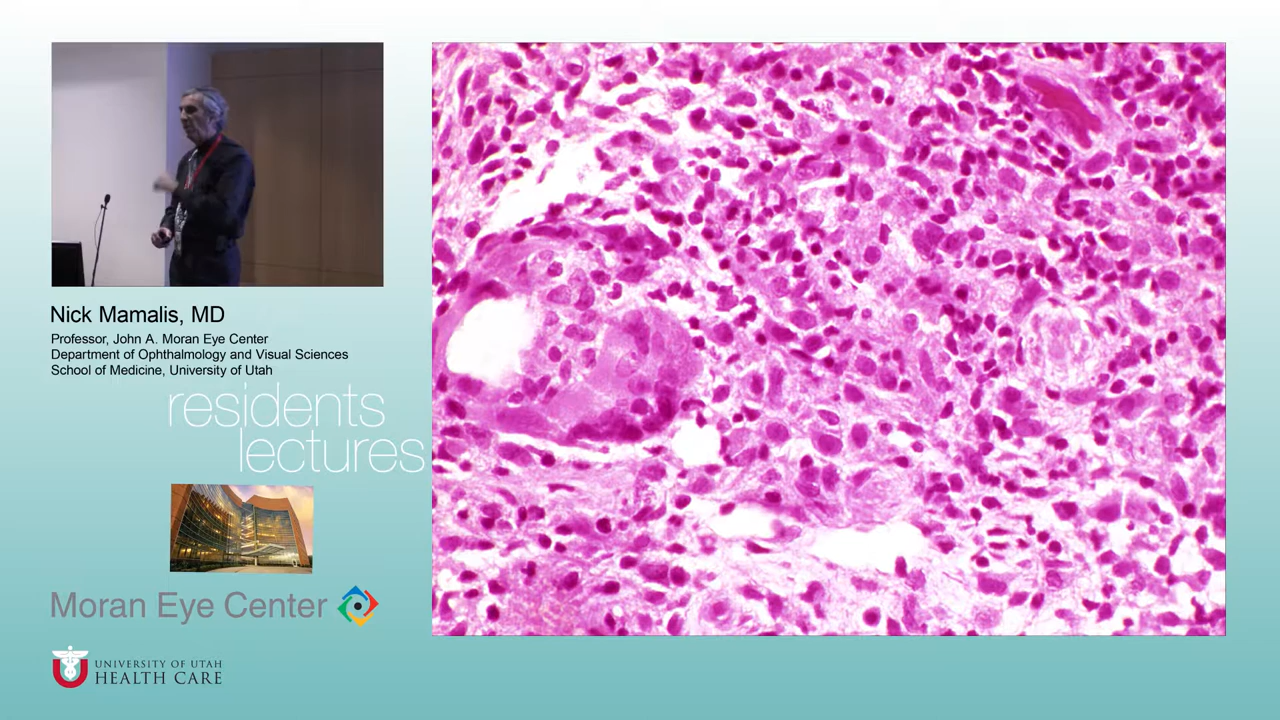 Nick Mamalis, MD
Professor, John A. Moran Eye Center
Department of Ophthalmology and Visual Sciences
School of Medicine, University of Utah
residents
lectures
Moran Eye Center
UNIVERSITY OF UTAH
HEALTH CARE